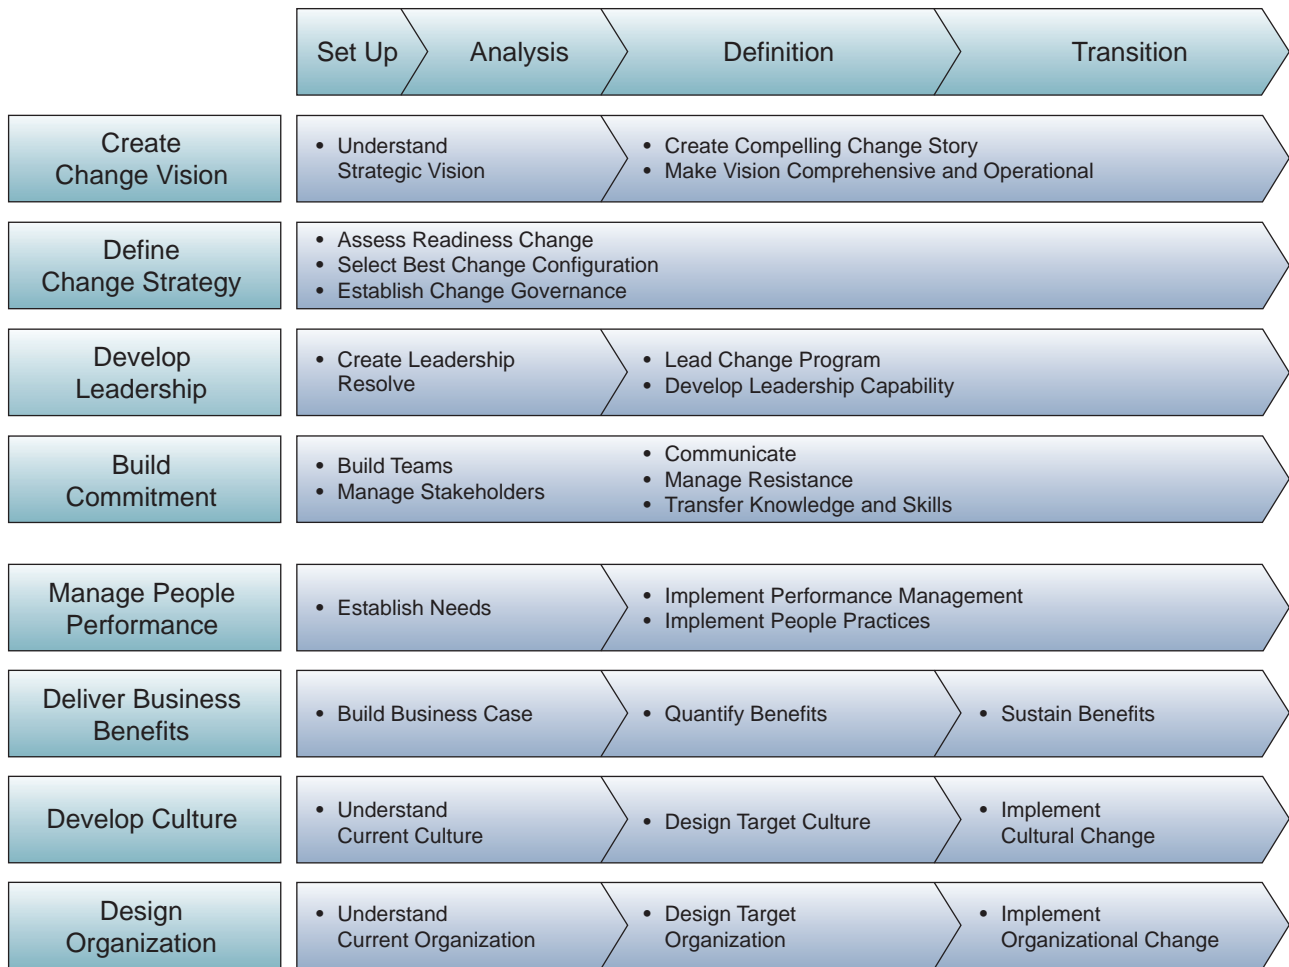 Set Up
Analysis
Definition
Transition
Create
Change Vision
• Understand
Strategic Vision
• Create Compelling Change Story
• Make Vision Comprehensive and Operational
Define
Change Strategy
• Assess Readiness Change
• Select Best Change Configuration
• Establish Change Governance
Develop
Leadership
• Create Leadership
Resolve
• Lead Change Program
• Develop Leadership Capability
Build
Commitment
• Build Teams
• Manage Stakeholders
• Communicate
• Manage Resistance
• Transfer Knowledge and Skills
Manage People
Performance
• Establish Needs
• Implement Performance Management
• Implement People Practices
Deliver Business
Benefits
• Build Business Case
• Quantify Benefits
• Sustain Benefits
Develop Culture
• Understand
Current Culture
• Design Target Culture
• Implement
Cultural Change
Design
Organization
• Understand
Current Organization
• Design Target
Organization
• Implement
Organizational Change